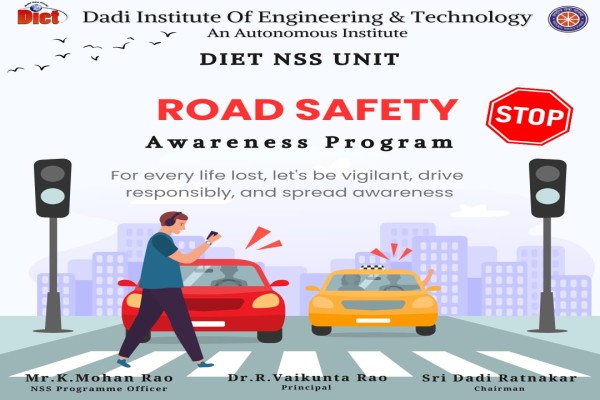 Diet
Dadi Institute Of Engineering & Technology
An Autonomous Institute
DIET NSS UNIT
ROAD SAFETY
STOP
Awareness Program
For every life lost, let's be vigilant, drive
responsibly, and spread awareness
Mr.K.Mohan Rao
NSS Programme Officer
Dr.R.Vaikunta Rao
Principal
Sri Dadi Ratnakar
Chairman